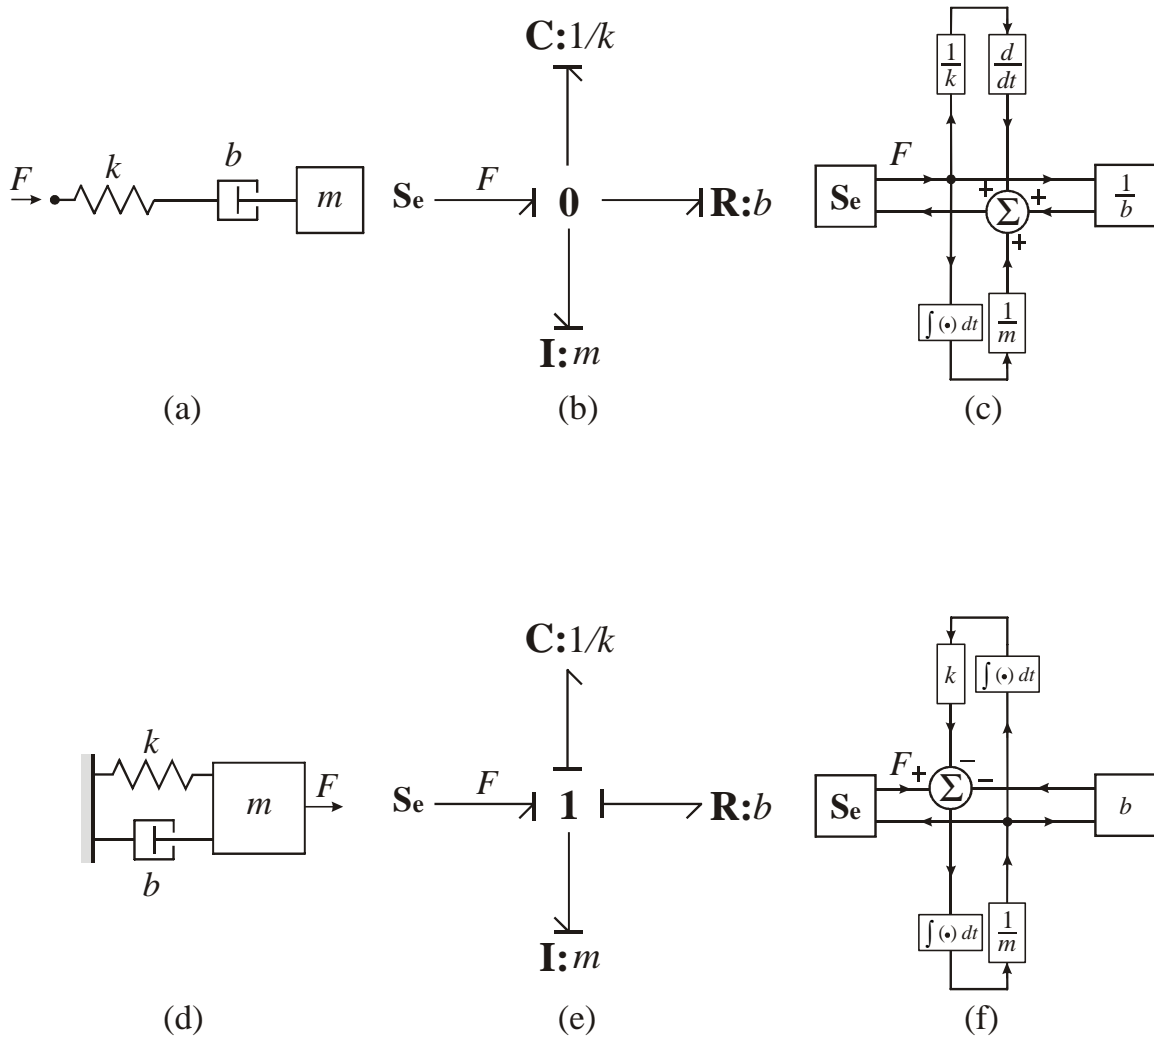 F
k
b
m
(a)
C:1/k
Se
F
0
R:b
I:m
(b)
1/k
d/dt
F
Se
+
+
Σ
+
1/b
∫(•) dt
1/m
(c)
k
b
m
F
(d)
C:1/k
Se
F
1
R:b
I:m
(e)
k
∫(•) dt
F
+
−
−
Σ
Se
b
∫(•) dt
1/m
(f)